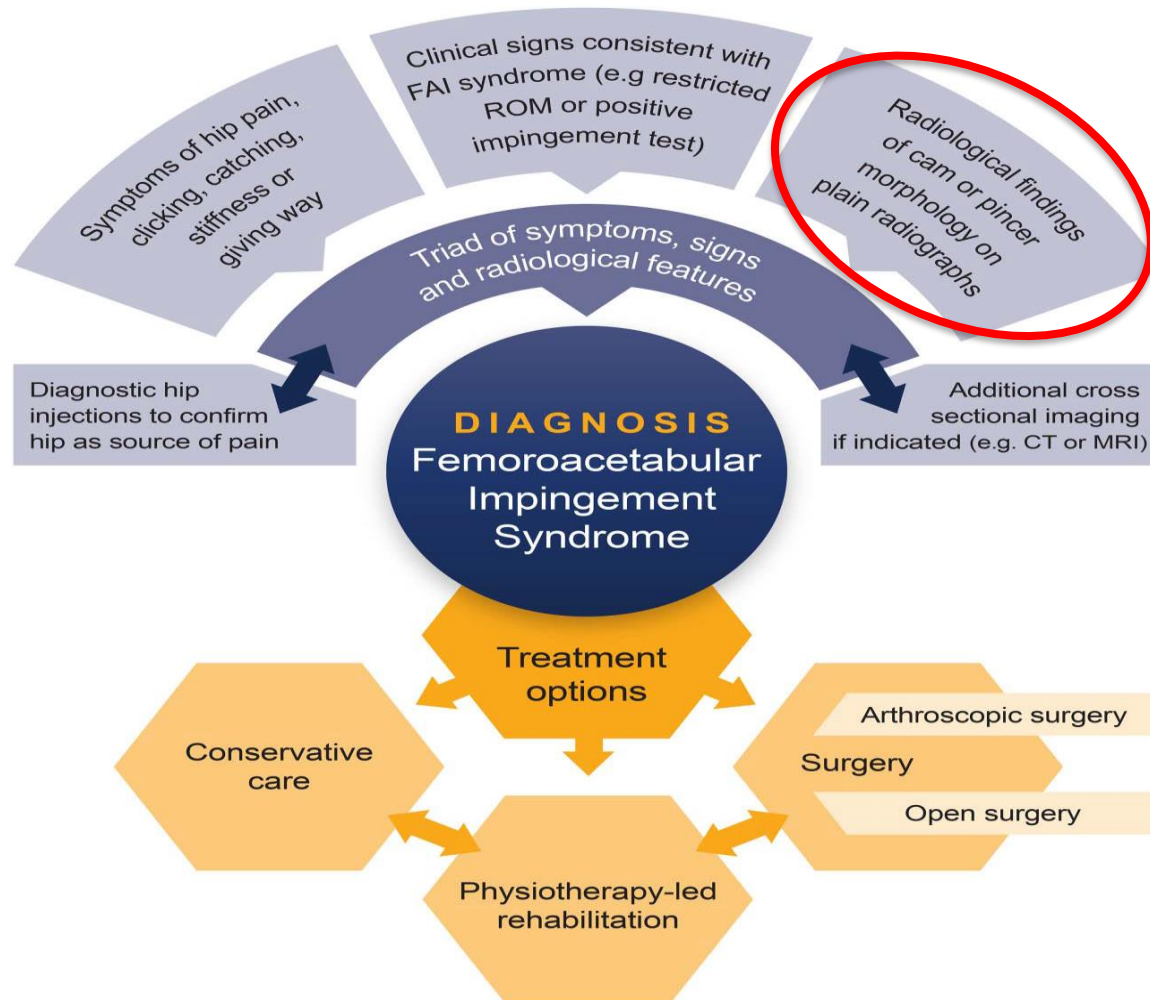 Symptoms of hip pain,
clicking, catching,
stiffness or
giving way
Clinical signs consistent with
FAI syndrome (e.g restricted
ROM or positive
impingement test)
Radiological findings
of cam or pincer
morphology on
plain radiographs
Triad of symptoms, signs
and radiological features
Diagnostic hip
injections to confirm
hip as source of pain
Additional cross
sectional imaging
if indicated (e.g. CT or MRI)
DIAGNOSIS
Femoroacetabular
Impingement
Syndrome
Treatment
options
Conservative
care
Arthroscopic surgery
Surgery
Open surgery
Physiotherapy-led
rehabilitation